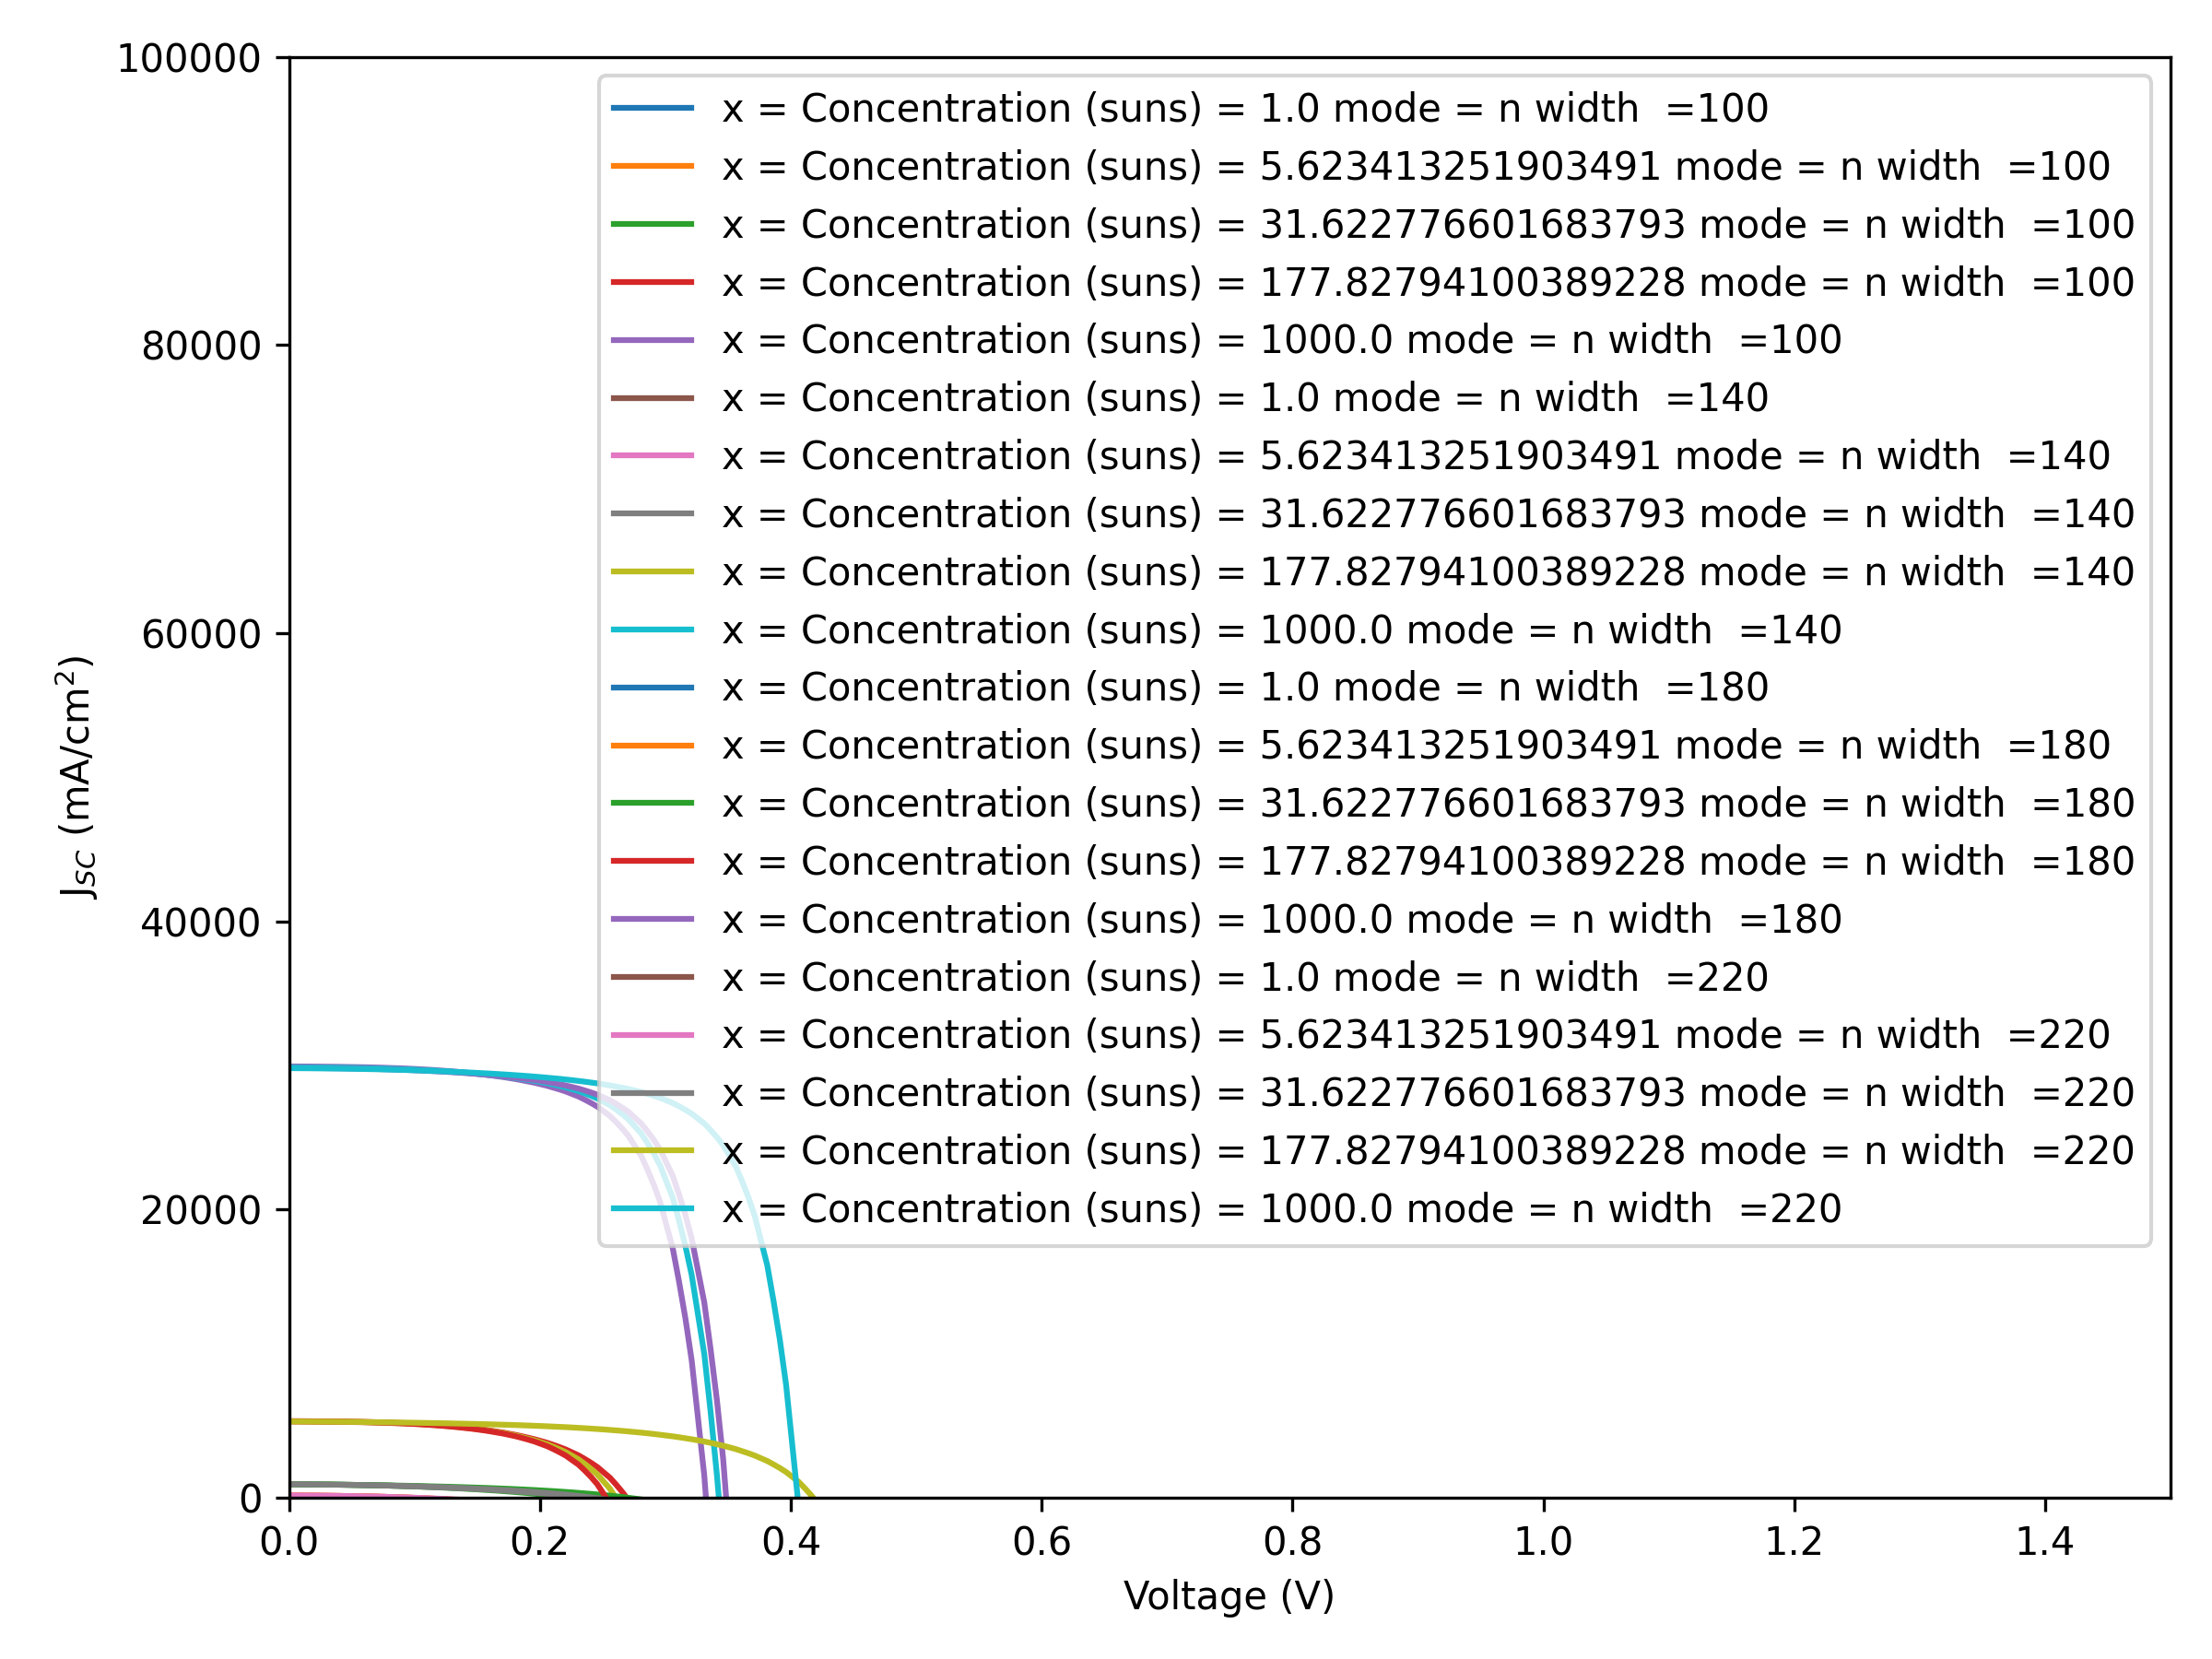 100000
80000
60000
40000
20000
0
J_SC (mA/cm²)
x = Concentration (suns) = 1.0 mode = n width  =100
x = Concentration (suns) = 5.623413251903491 mode = n width  =100
x = Concentration (suns) = 31.622776601683793 mode = n width  =100
x = Concentration (suns) = 177.82794100389228 mode = n width  =100
x = Concentration (suns) = 1000.0 mode = n width  =100
x = Concentration (suns) = 1.0 mode = n width  =140
x = Concentration (suns) = 5.623413251903491 mode = n width  =140
x = Concentration (suns) = 31.622776601683793 mode = n width  =140
x = Concentration (suns) = 177.82794100389228 mode = n width  =140
x = Concentration (suns) = 1000.0 mode = n width  =140
x = Concentration (suns) = 1.0 mode = n width  =180
x = Concentration (suns) = 5.623413251903491 mode = n width  =180
x = Concentration (suns) = 31.622776601683793 mode = n width  =180
x = Concentration (suns) = 177.82794100389228 mode = n width  =180
x = Concentration (suns) = 1000.0 mode = n width  =180
x = Concentration (suns) = 1.0 mode = n width  =220
x = Concentration (suns) = 5.623413251903491 mode = n width  =220
x = Concentration (suns) = 31.622776601683793 mode = n width  =220
x = Concentration (suns) = 177.82794100389228 mode = n width  =220
x = Concentration (suns) = 1000.0 mode = n width  =220
0.0 0.2 0.4 0.6 0.8 1.0 1.2 1.4
Voltage (V)